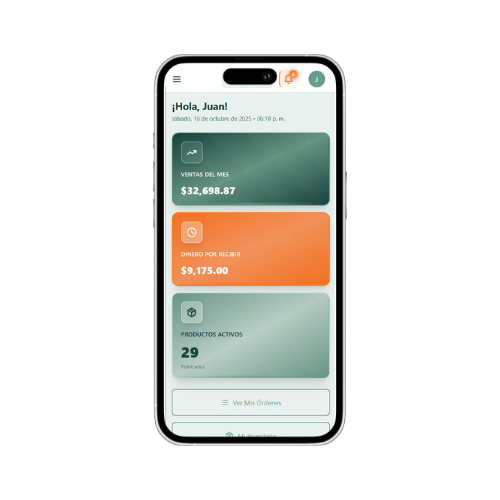 J
¡Hola, Juan!
sábado, 18 de octubre de 2025 • 06:18 p. m.
VENTAS DEL MES
$32,698.87
DINERO POR RECIBIR
$9,175.00
PRODUCTOS ACTIVOS
29
Publicados
Ver Mis Órdenes
Mi Inventario